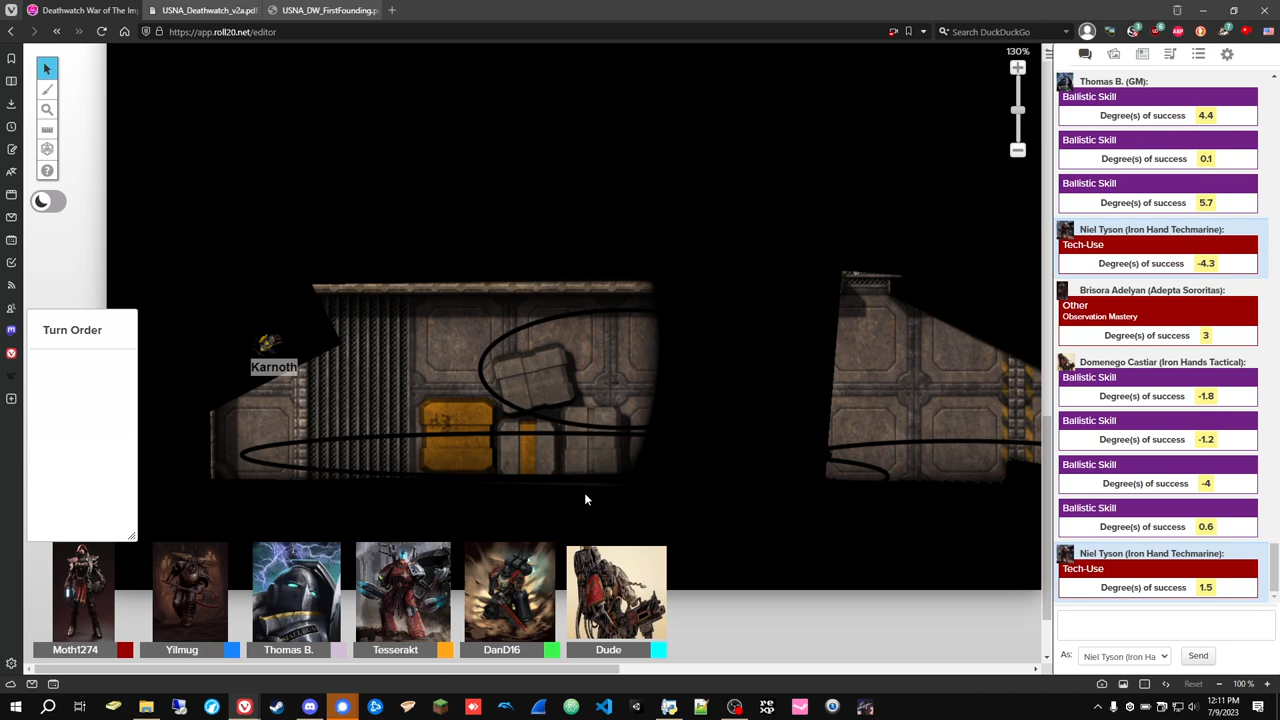 Deathwatch War of The Imp
USNA_Deathwatch_v2a.pdf
USNA_DW_FirstFounding.p
https://app.roll20.net/editor
Search DuckDuckGo
130%
Turn Order
Karnoth
Moth1274
Yilmug
Thomas B.
Tesserakt
DanD16
Dude
Thomas B. (GM):
Ballistic Skill
Degree(s) of success 4.4
Ballistic Skill
Degree(s) of success 0.1
Ballistic Skill
Degree(s) of success 5.7
Niel Tyson (Iron Hand Techmarine):
Tech-Use
Degree(s) of success -4.3
Brisora Adelyan (Adepta Sororitas):
Other
Observation Mastery
Degree(s) of success 3
Domenego Castiar (Iron Hands Tactical):
Ballistic Skill
Degree(s) of success -1.8
Ballistic Skill
Degree(s) of success -1.2
Ballistic Skill
Degree(s) of success -4
Ballistic Skill
Degree(s) of success 0.6
Niel Tyson (Iron Hand Techmarine):
Tech-Use
Degree(s) of success 1.5
As: Niel Tyson (Iron Ha
Send
Reset
100 %
12:11 PM
7/9/2023